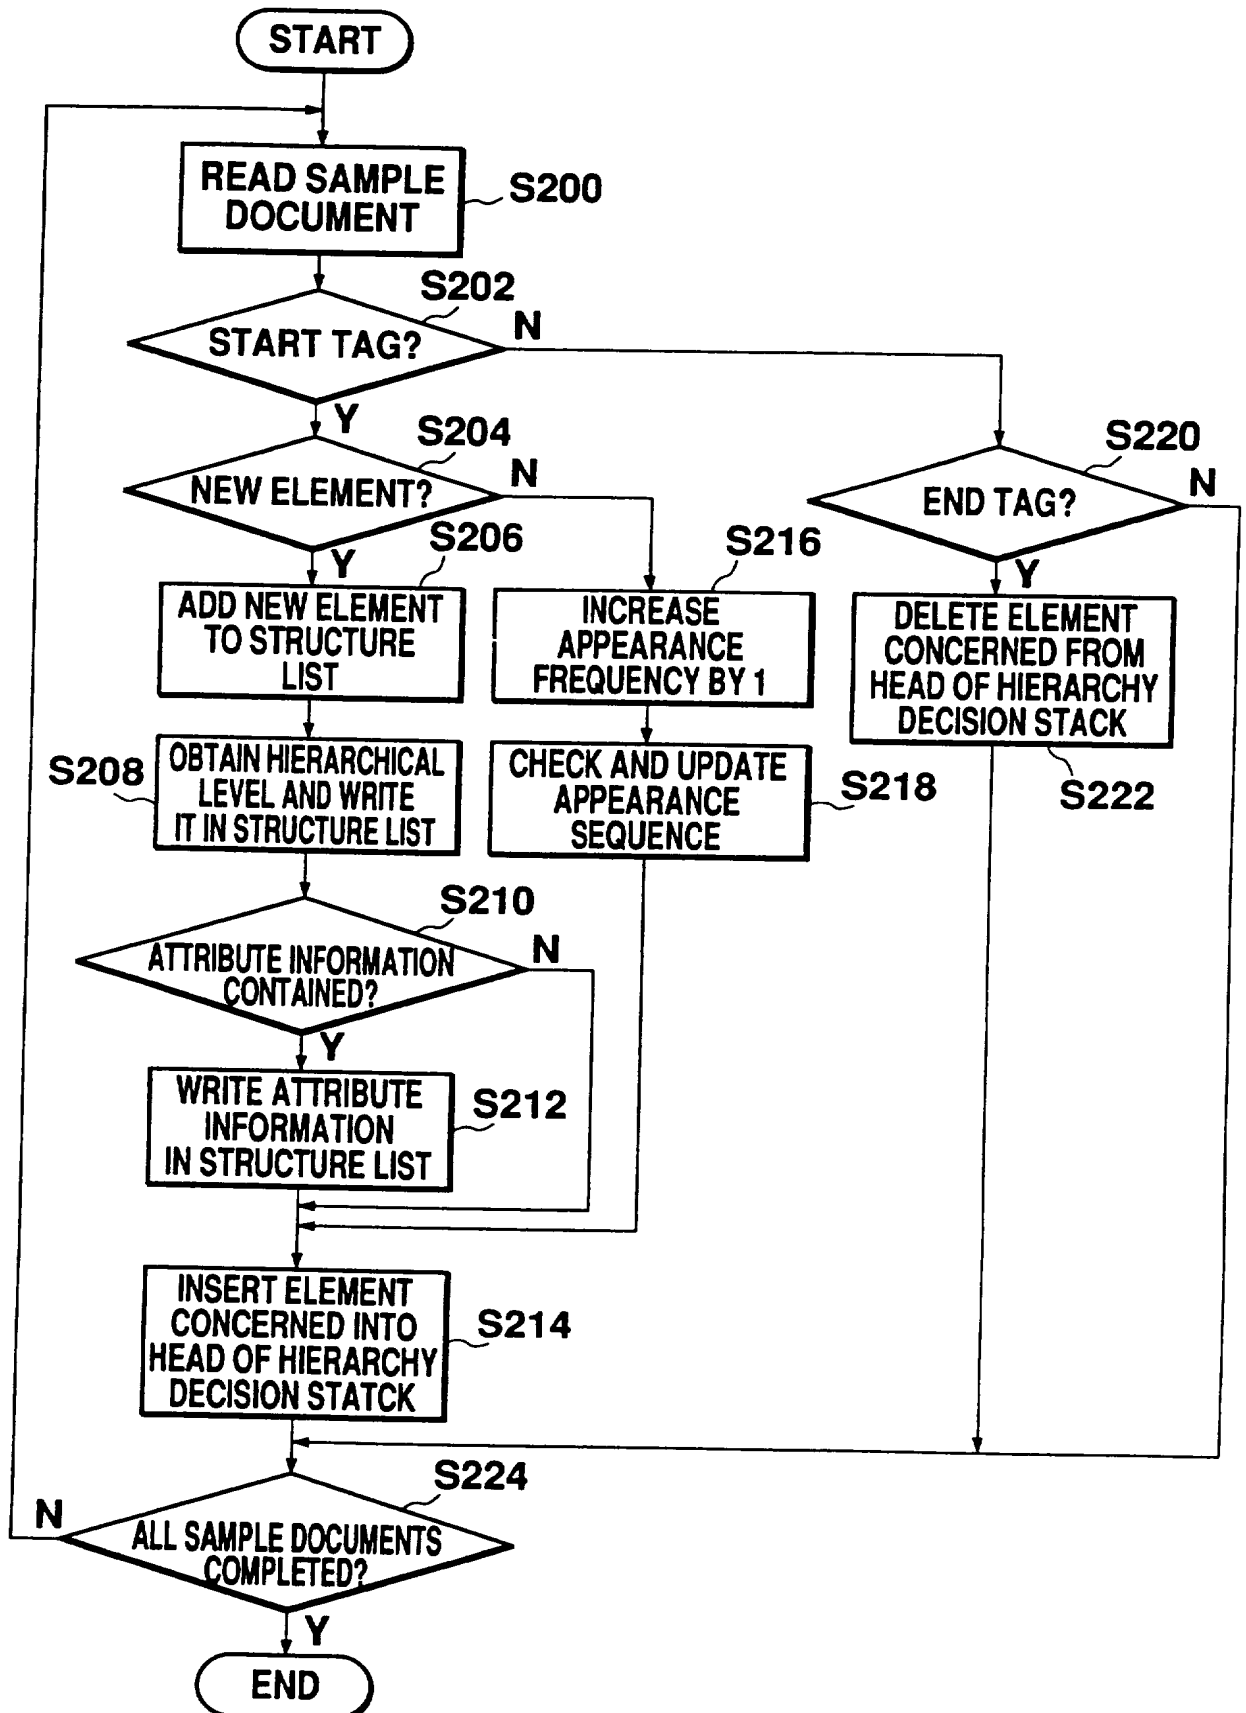 START
READ SAMPLE
DOCUMENT
S200
S202
START TAG?
N
Y
S204
NEW ELEMENT?
N
Y
S220
END TAG?
N
Y
S206
ADD NEW ELEMENT
TO STRUCTURE
LIST
S216
INCREASE
APPEARANCE
FREQUENCY BY 1
DELETE ELEMENT
CONCERNED FROM
HEAD OF HIERARCHY
DECISION STACK
S222
S208
OBTAIN HIERARCHICAL
LEVEL AND WRITE
IT IN STRUCTURE LIST
CHECK AND UPDATE
APPEARANCE
SEQUENCE
S218
S210
ATTRIBUTE INFORMATION
CONTAINED?
N
Y
WRITE ATTRIBUTE
INFORMATION
IN STRUCTURE LIST
S212
INSERT ELEMENT
CONCERNED INTO
HEAD OF HIERARCHY
DECISION STATCK
S214
S224
N
ALL SAMPLE DOCUMENTS
COMPLETED?
Y
END